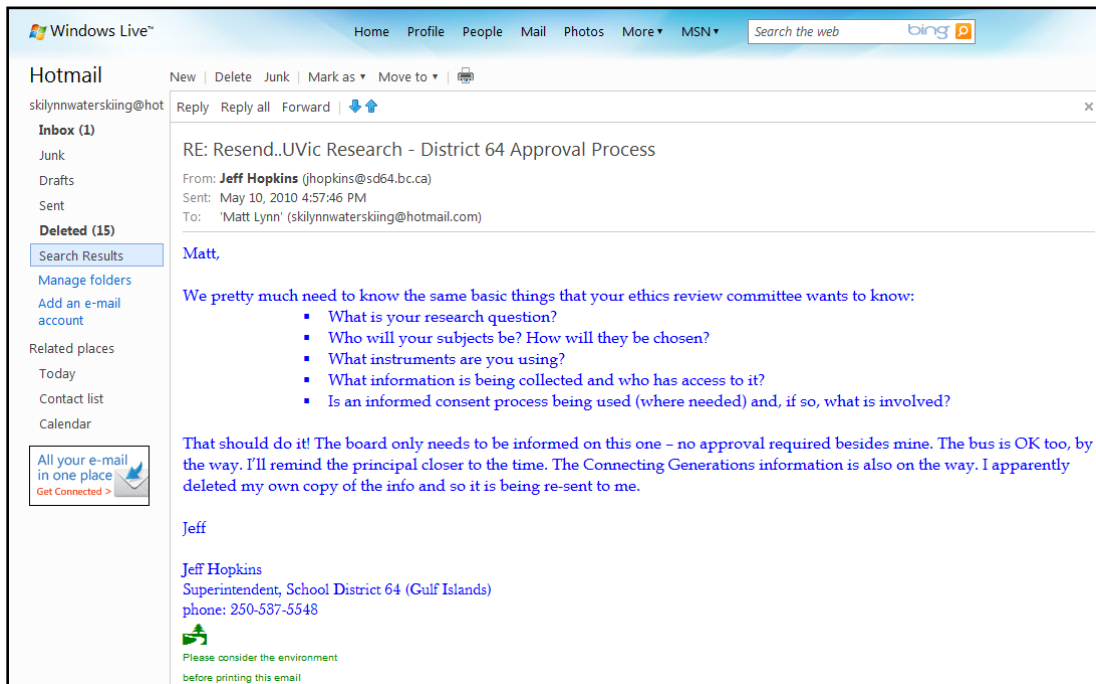 Windows Live™
Home Profile People Mail Photos More MSN
Search the web
bing
Hotmail
New | Delete Junk | Mark as Move to |
skilynnwaterskiing@hot
Reply Reply all Forward |
Inbox (1)
Junk
Drafts
Sent
Deleted (15)
Search Results
Manage folders
Add an e-mail
account
Related places
Today
Contact list
Calendar
All your e-mail
in one place
Get Connected >
RE: Resend..UVic Research - District 64 Approval Process
From: Jeff Hopkins (jhopkins@sd64.bc.ca)
Sent: May 10, 2010 4:57:46 PM
To: 'Matt Lynn' (skilynnwaterskiing@hotmail.com)
Matt,
We pretty much need to know the same basic things that your ethics review committee wants to know:
▪ What is your research question?
▪ Who will your subjects be? How will they be chosen?
▪ What instruments are you using?
▪ What information is being collected and who has access to it?
▪ Is an informed consent process being used (where needed) and, if so, what is involved?
That should do it! The board only needs to be informed on this one – no approval required besides mine. The bus is OK too, by
the way. I'll remind the principal closer to the time. The Connecting Generations information is also on the way. I apparently
deleted my own copy of the info and so it is being re-sent to me.
Jeff
Jeff Hopkins
Superintendent, School District 64 (Gulf Islands)
phone: 250-537-5548
Please consider the environment
before printing this email